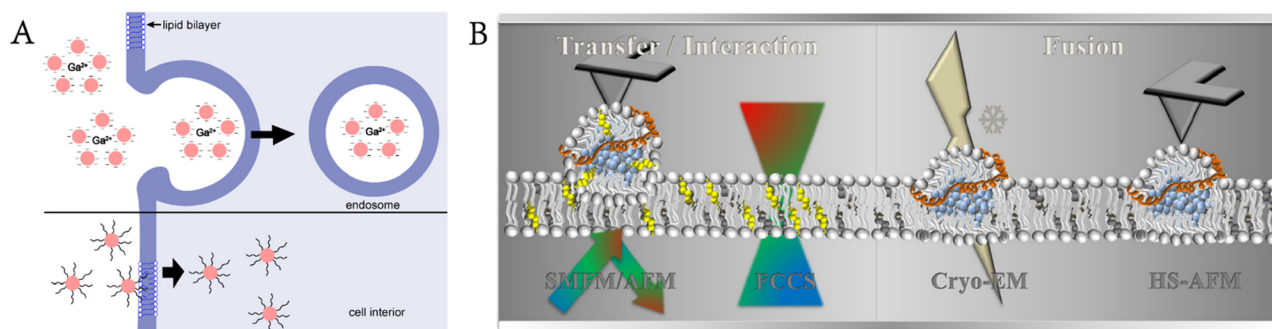 A
lipid bilayer
Ga²⁺
Ga²⁺
Ga²⁺
Ga²⁺
endosome
cell interior
B
Transfer / Interaction
Fusion
SMFM/AFM
FCCS
Cryo-EM
HS-AFM